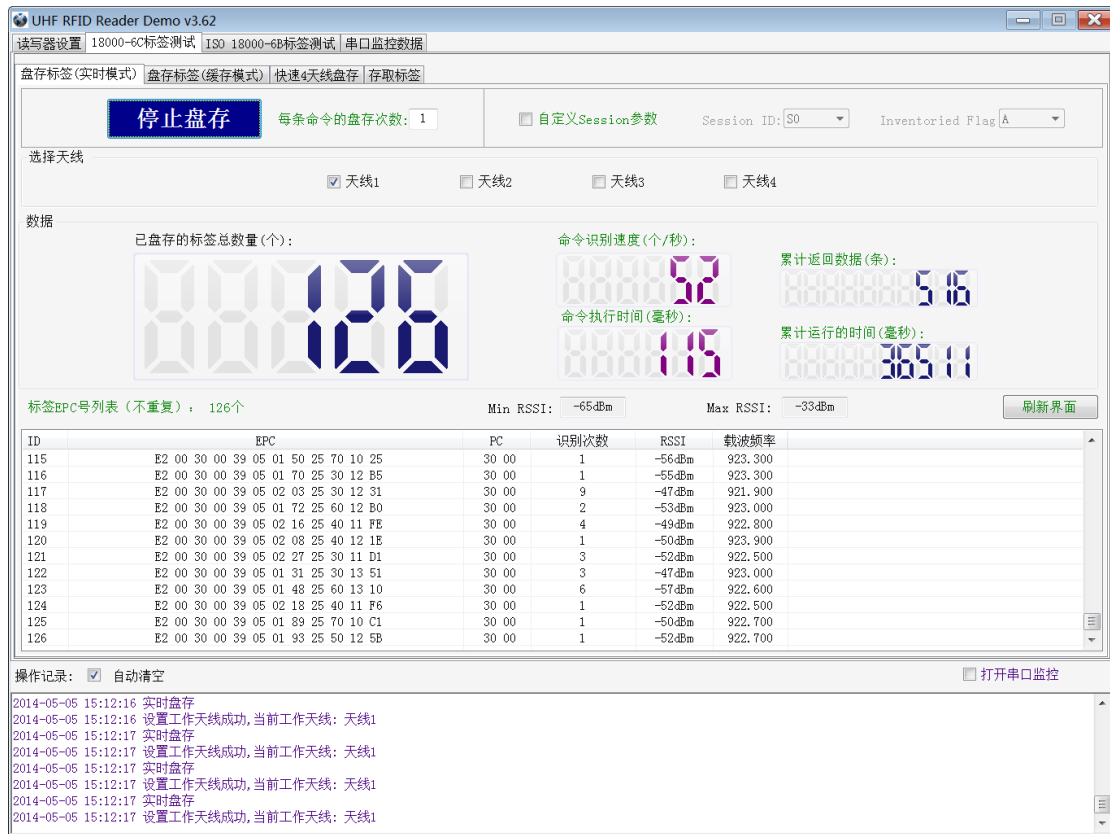 UHF RFID Reader Demo v3.62
读写器设置 18000-6C标签测试 ISO 18000-6B标签测试 串口监控数据
盘存标签(实时模式) 盘存标签(缓存模式) 快速4天线盘存 存取标签
停止盘存 每条命令的盘存次数: 1 自定义Session参数 Session ID: S0 Inventoried Flag A
选择天线
天线1 天线2 天线3 天线4
数据
已盘存的标签总数量(个): 命令识别速度(个/秒):
累计返回数据(条):
126 52 516
命令执行时间(毫秒):
累计运行的时间(毫秒):
115 36511
标签EPC号列表（不重复）: 126个 Min RSSI: -65dBm Max RSSI: -33dBm 刷新界面
ID EPC PC 识别次数 RSSI 载波频率
115 E2 00 30 00 39 05 01 50 25 70 10 25 30 00 1 -56dBm 923.300
116 E2 00 30 00 39 05 01 70 25 30 12 B5 30 00 1 -55dBm 923.300
117 E2 00 30 00 39 05 02 03 25 30 12 31 30 00 9 -47dBm 921.900
118 E2 00 30 00 39 05 01 72 25 60 12 B0 30 00 2 -53dBm 923.000
119 E2 00 30 00 39 05 02 16 25 40 11 FE 30 00 4 -49dBm 922.800
120 E2 00 30 00 39 05 02 08 25 40 12 1E 30 00 1 -50dBm 923.900
121 E2 00 30 00 39 05 02 27 25 30 11 D1 30 00 3 -52dBm 922.500
122 E2 00 30 00 39 05 01 31 25 30 13 51 30 00 3 -47dBm 923.000
123 E2 00 30 00 39 05 01 48 25 60 13 10 30 00 6 -57dBm 922.600
124 E2 00 30 00 39 05 02 18 25 40 11 F6 30 00 1 -52dBm 922.500
125 E2 00 30 00 39 05 01 89 25 70 10 C1 30 00 1 -50dBm 922.700
126 E2 00 30 00 39 05 01 93 25 50 12 5B 30 00 1 -52dBm 922.700
操作记录: 自动清空 打开串口监控
2014-05-05 15:12:16 实时盘存
2014-05-05 15:12:16 设置工作天线成功,当前工作天线: 天线1
2014-05-05 15:12:17 实时盘存
2014-05-05 15:12:17 设置工作天线成功,当前工作天线: 天线1
2014-05-05 15:12:17 实时盘存
2014-05-05 15:12:17 设置工作天线成功,当前工作天线: 天线1
2014-05-05 15:12:17 实时盘存
2014-05-05 15:12:17 设置工作天线成功,当前工作天线: 天线1